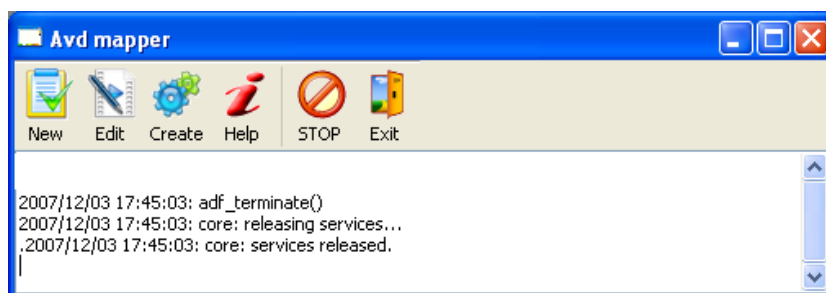 Avd mapper
New Edit Create Help STOP Exit
2007/12/03 17:45:03: adf_terminate()
2007/12/03 17:45:03: core: releasing services...
.2007/12/03 17:45:03: core: services released.